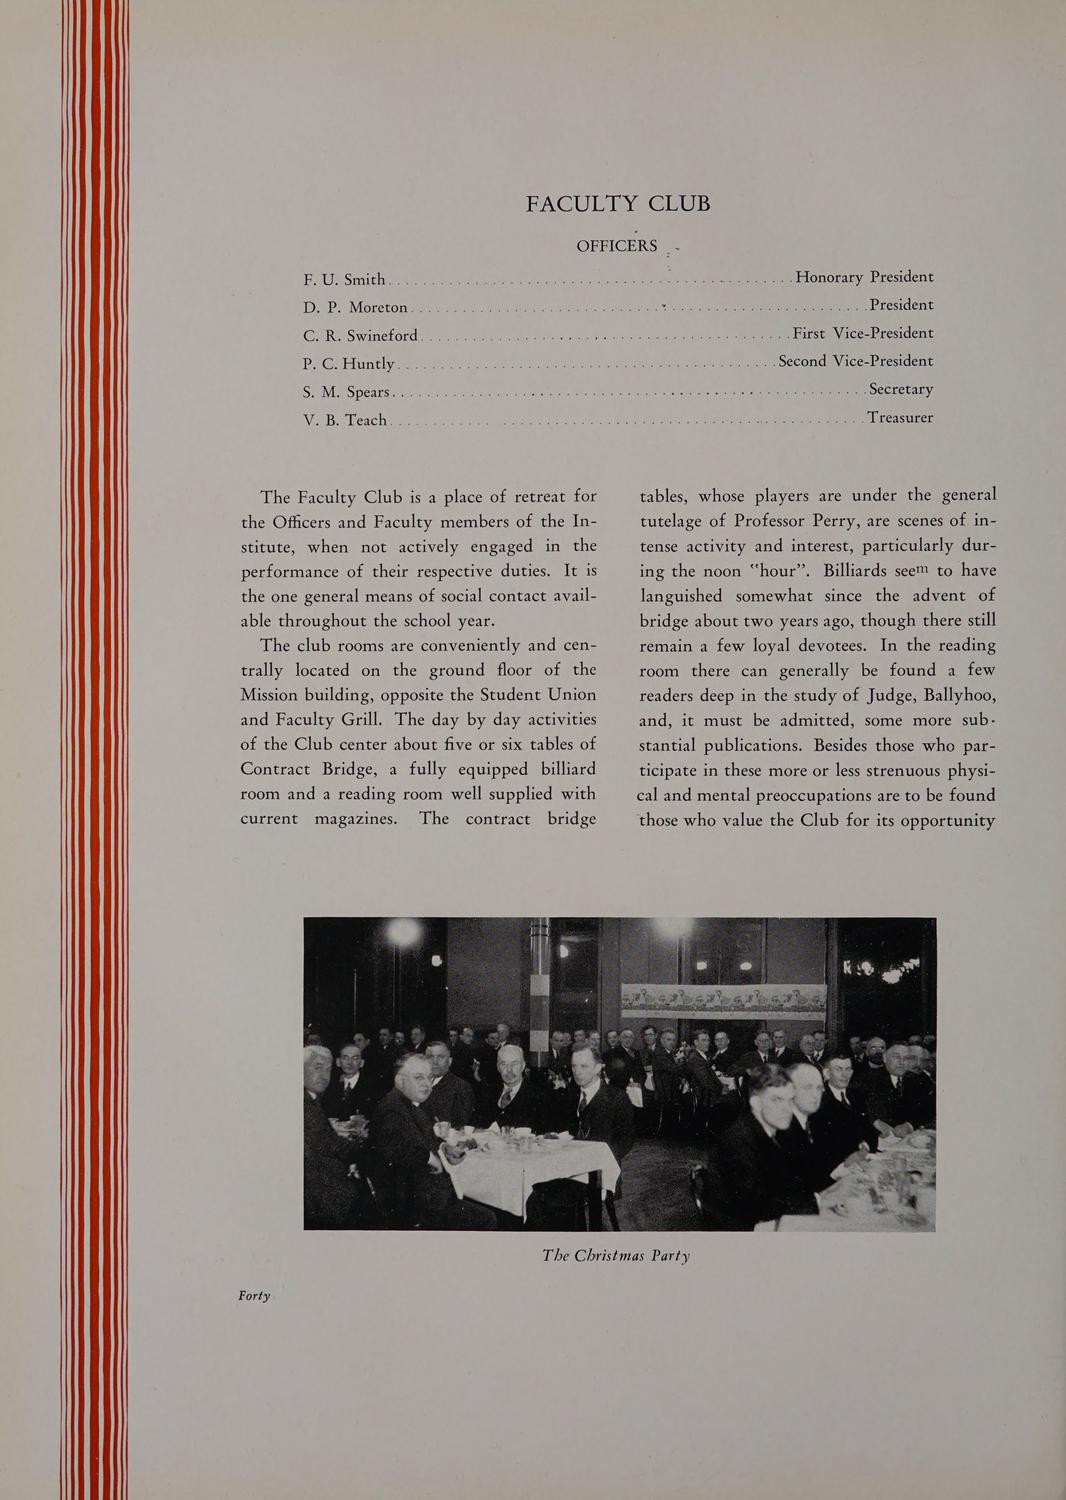 FACULTY CLUB
OFFICERS
F. U. Smith . . . . . . . . . . . . . . . . . . . . Honorary President
D. P. Moreton . . . . . . . . . . . . . . . . . . . . President
C. R. Swineford . . . . . . . . . . . . . . . . . . . . First Vice-President
P. C. Huntly . . . . . . . . . . . . . . . . . . . . Second Vice-President
S. M. Spears . . . . . . . . . . . . . . . . . . . . Secretary
V. B. Teach . . . . . . . . . . . . . . . . . . . . Treasurer
The Faculty Club is a place of retreat for
the Officers and Faculty members of the In-
stitute, when not actively engaged in the
performance of their respective duties. It is
the one general means of social contact avail-
able throughout the school year.
The club rooms are conveniently and cen-
trally located on the ground floor of the
Mission building, opposite the Student Union
and Faculty Grill. The day by day activities
of the Club center about five or six tables of
Contract Bridge, a fully equipped billiard
room and a reading room well supplied with
current magazines. The contract bridge
tables, whose players are under the general
tutelage of Professor Perry, are scenes of in-
tense activity and interest, particularly dur-
ing the noon "hour". Billiards seem to have
languished somewhat since the advent of
bridge about two years ago, though there still
remain a few loyal devotees. In the reading
room there can generally be found a few
readers deep in the study of Judge, Ballyhoo,
and, it must be admitted, some more sub-
stantial publications. Besides those who par-
ticipate in these more or less strenuous physi-
cal and mental preoccupations are to be found
those who value the Club for its opportunity
The Christmas Party
Forty